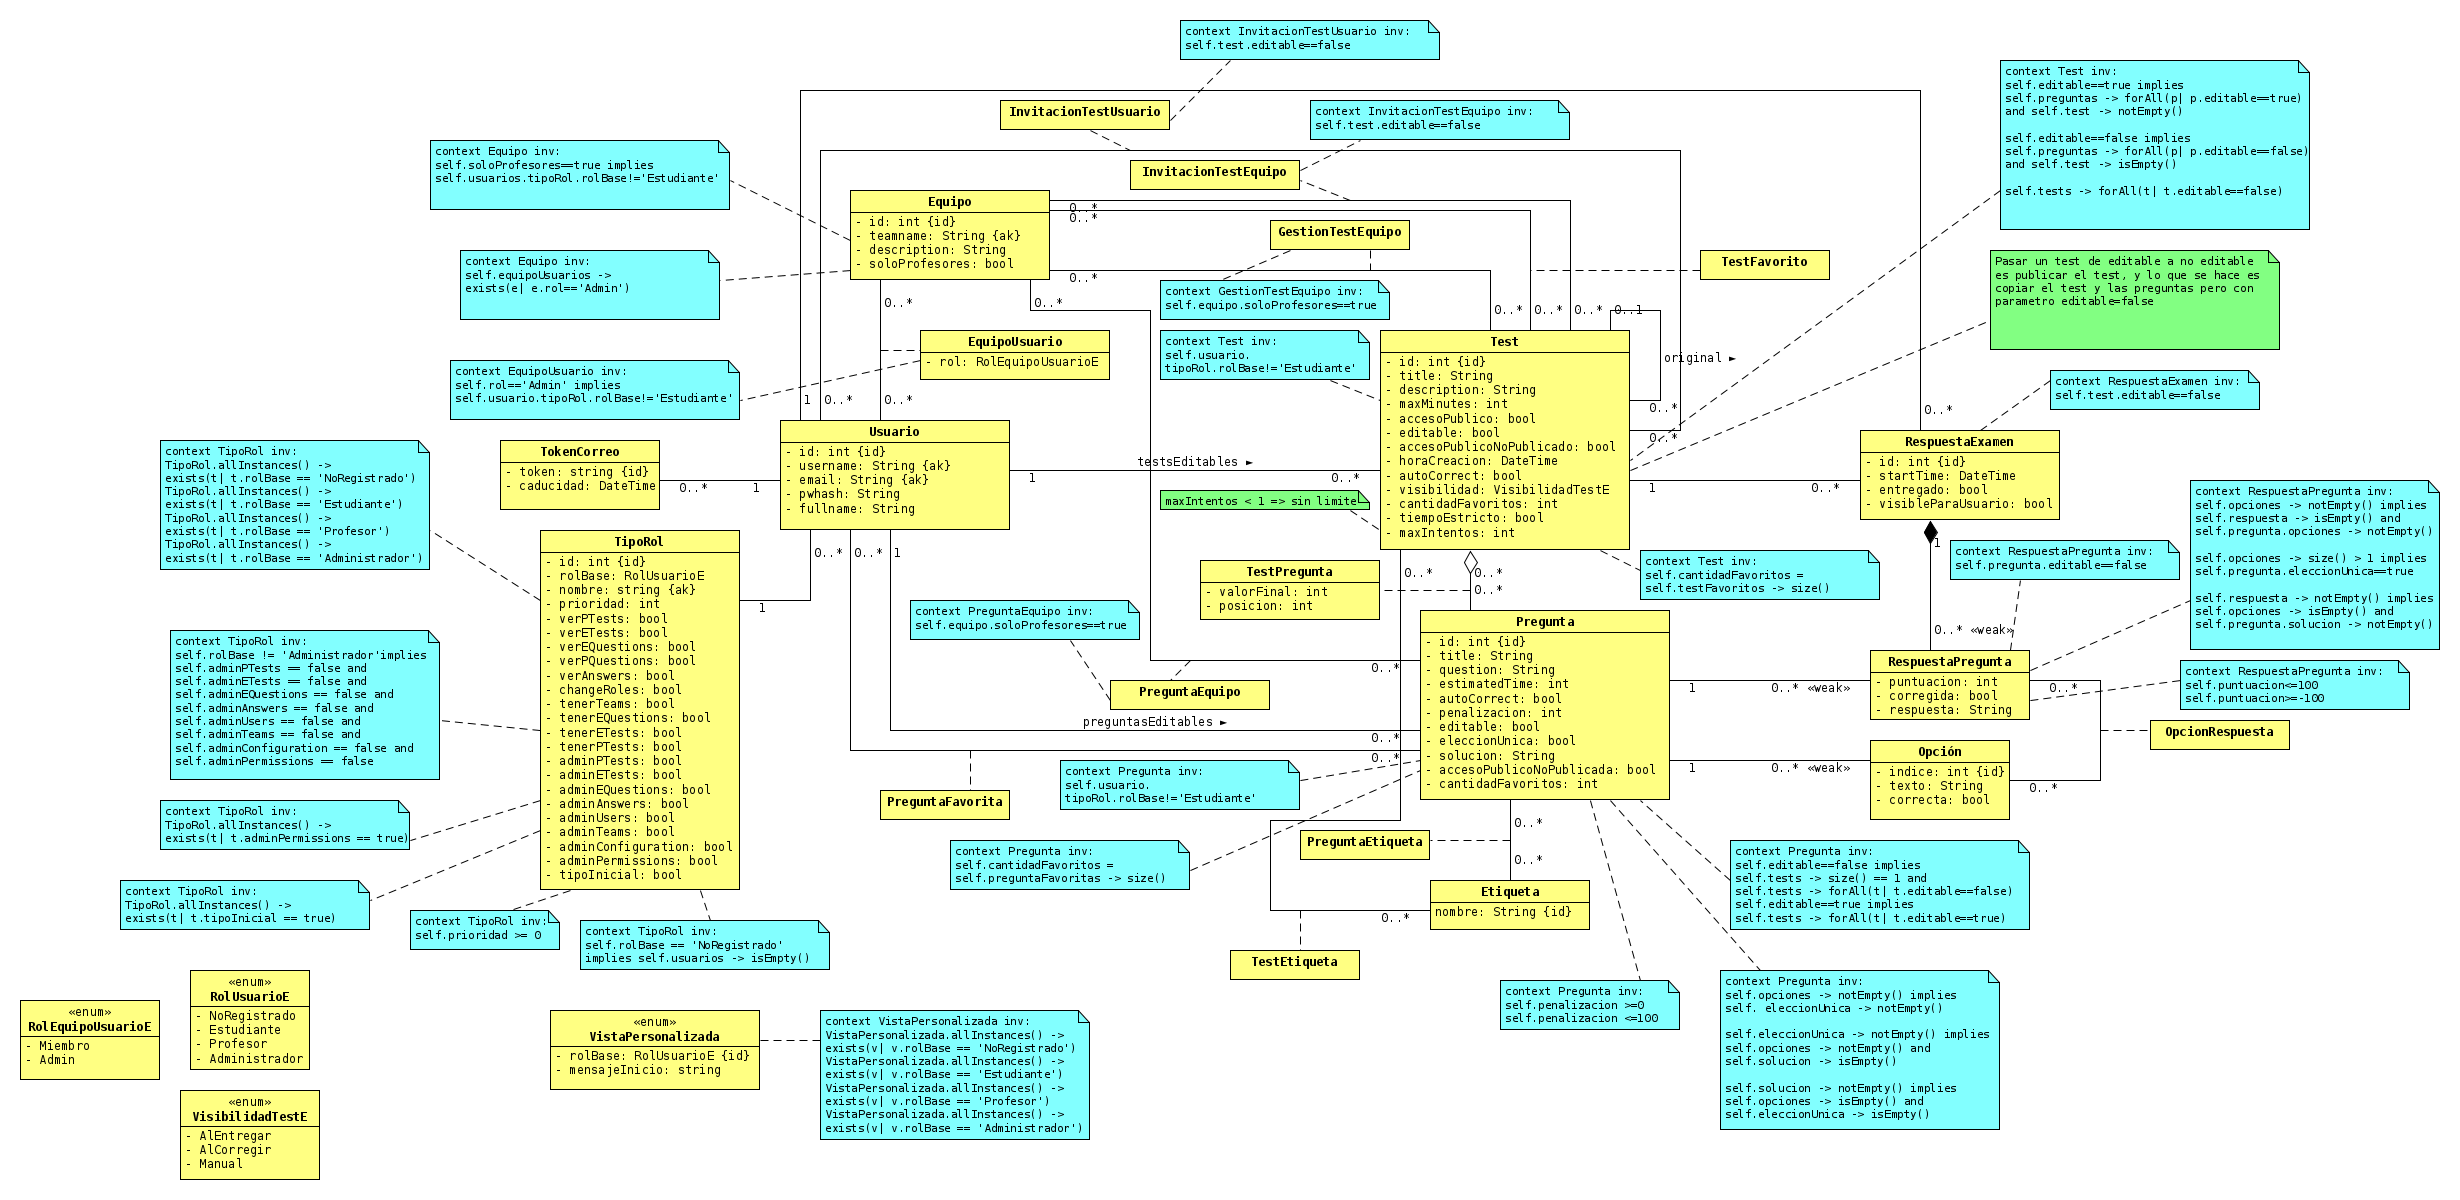 context InvitacionTestUsuario inv:
self.test.editable==false
InvitacionTestUsuario
context InvitacionTestEquipo inv:
self.test.editable==false
InvitacionTestEquipo
context Test inv:
self.editable==true implies
self.preguntas -> forAll(p| p.editable==true)
and self.test -> notEmpty()
self.editable==false implies
self.preguntas -> forAll(p| p.editable==false)
and self.test -> isEmpty()
self.tests -> forAll(t| t.editable==false)
context Equipo inv:
self.soloProfesores==true implies
self.usuarios.tipoRol.rolBase!='Estudiante'
Equipo
- id: int {id}
- teamname: String {ak}
- description: String
- soloProfesores: bool
0..*
0..*
0..*
0..*
0..*
GestionTestEquipo
TestFavorito
context Equipo inv:
self.equipoUsuarios ->
exists(e| e.rol=='Admin')
context GestionTestEquipo inv:
self.equipo.soloProfesores==true
Pasar un test de editable a no editable
es publicar el test, y lo que se hace es
copiar el test y las preguntas pero con
parametro editable=false
0..*
0..*
0..*
0..1
original ►
0..*
0..*
EquipoUsuario
- rol: RolEquipoUsuarioE
context EquipoUsuario inv:
self.rol=='Admin' implies
self.usuario.tipoRol.rolBase!='Estudiante'
context Test inv:
self.usuario.
tipoRol.rolBase!='Estudiante'
Test
- id: int {id}
- title: String
- description: String
- maxMinutes: int
- accesoPublico: bool
- editable: bool
- accesoPublicoNoPublicado: bool
- horaCreacion: DateTime
- autoCorrect: bool
- visibilidad: VisibilidadTestE
- cantidadFavoritos: int
- tiempoEstricto: bool
- maxIntentos: int
context RespuestaExamen inv:
self.test.editable==false
0..*
RespuestaExamen
- id: int {id}
- startTime: DateTime
- entregado: bool
- visibleParaUsuario: bool
1
0..*
1
0..*
0..*
Usuario
- id: int {id}
- username: String {ak}
- email: String {ak}
- pwhash: String
- fullname: String
testsEditables ►
1
0..*
maxIntentos < 1 => sin limite
TokenCorreo
- token: string {id}
- caducidad: DateTime
0..*
1
context TipoRol inv:
TipoRol.allInstances() ->
exists(t| t.rolBase == 'NoRegistrado')
TipoRol.allInstances() ->
exists(t| t.rolBase == 'Estudiante')
TipoRol.allInstances() ->
exists(t| t.rolBase == 'Profesor')
TipoRol.allInstances() ->
exists(t| t.rolBase == 'Administrador')
TipoRol
- id: int {id}
- rolBase: RolUsuarioE
- nombre: string {ak}
- prioridad: int
- verPTests: bool
- verETests: bool
- verEQuestions: bool
- verPQuestions: bool
- verAnswers: bool
- changeRoles: bool
- tenerTeams: bool
- tenerEQuestions: bool
- tenerETests: bool
- tenerPTests: bool
- adminPTests: bool
- adminETests: bool
- adminEQuestions: bool
- adminAnswers: bool
- adminUsers: bool
- adminTeams: bool
- adminConfiguration: bool
- adminPermissions: bool
- tipoInicial: bool
0..*
0..*
1
1
context RespuestaPregunta inv:
self.opciones -> notEmpty() implies
self.respuesta -> isEmpty() and
self.pregunta.opciones -> notEmpty()
self.opciones -> size() > 1 implies
self.pregunta.eleccionUnica==true
self.respuesta -> notEmpty() implies
self.opciones -> isEmpty() and
self.pregunta.solucion -> notEmpty()
1
context RespuestaPregunta inv:
self.pregunta.editable==false
0..* «weak»
context Test inv:
self.cantidadFavoritos =
self.testFavoritos -> size()
TestPregunta
- valorFinal: int
- posicion: int
0..*
0..*
0..*
context PreguntaEquipo inv:
self.equipo.soloProfesores==true
PreguntaEquipo
0..*
Pregunta
- id: int {id}
- title: String
- question: String
- estimatedTime: int
- autoCorrect: bool
- penalizacion: int
- editable: bool
- eleccionUnica: bool
- solucion: String
- accesoPublicoNoPublicada: bool
- cantidadFavoritos: int
preguntasEditables ►
0..*
0..*
1
0..* «weak»
RespuestaPregunta
- puntuacion: int
- corregida: bool
- respuesta: String
context RespuestaPregunta inv:
self.puntuacion<=100
self.puntuacion>=-100
0..*
OpcionRespuesta
1
0..* «weak»
Opción
- indice: int {id}
- texto: String
- correcta: bool
0..*
context TipoRol inv:
self.rolBase != 'Administrador'implies
self.adminPTests == false and
self.adminETests == false and
self.adminEQuestions == false and
self.adminAnswers == false and
self.adminUsers == false and
self.adminTeams == false and
self.adminConfiguration == false and
self.adminPermissions == false
PreguntaFavorita
context Pregunta inv:
self.usuario.
tipoRol.rolBase!='Estudiante'
context TipoRol inv:
TipoRol.allInstances() ->
exists(t| t.adminPermissions == true)
context Pregunta inv:
self.cantidadFavoritos =
self.preguntaFavoritas -> size()
PreguntaEtiqueta
0..*
0..*
Etiqueta
nombre: String {id}
0..*
TestEtiqueta
context Pregunta inv:
self.editable==false implies
self.tests -> size() == 1 and
self.tests -> forAll(t| t.editable==false)
self.editable==true implies
self.tests -> forAll(t| t.editable==true)
context TipoRol inv:
TipoRol.allInstances() ->
exists(t| t.tipoInicial == true)
context TipoRol inv:
self.prioridad >= 0
context TipoRol inv:
self.rolBase == 'NoRegistrado'
implies self.usuarios -> isEmpty()
context Pregunta inv:
self.penalizacion >=0
self.penalizacion <=100
context Pregunta inv:
self.opciones -> notEmpty() implies
self. eleccionUnica -> notEmpty()
self.eleccionUnica -> notEmpty() implies
self.opciones -> notEmpty() and
self.solucion -> isEmpty()
self.solucion -> notEmpty() implies
self.opciones -> isEmpty() and
self.eleccionUnica -> isEmpty()
«enum»
RolEquipoUsuarioE
- Miembro
- Admin
«enum»
RolUsuarioE
- NoRegistrado
- Estudiante
- Profesor
- Administrador
«enum»
VisibilidadTestE
- AlEntregar
- AlCorregir
- Manual
«enum»
VistaPersonalizada
- rolBase: RolUsuarioE {id}
- mensajeInicio: string
context VistaPersonalizada inv:
VistaPersonalizada.allInstances() ->
exists(v| v.rolBase == 'NoRegistrado')
VistaPersonalizada.allInstances() ->
exists(v| v.rolBase == 'Estudiante')
VistaPersonalizada.allInstances() ->
exists(v| v.rolBase == 'Profesor')
VistaPersonalizada.allInstances() ->
exists(v| v.rolBase == 'Administrador')